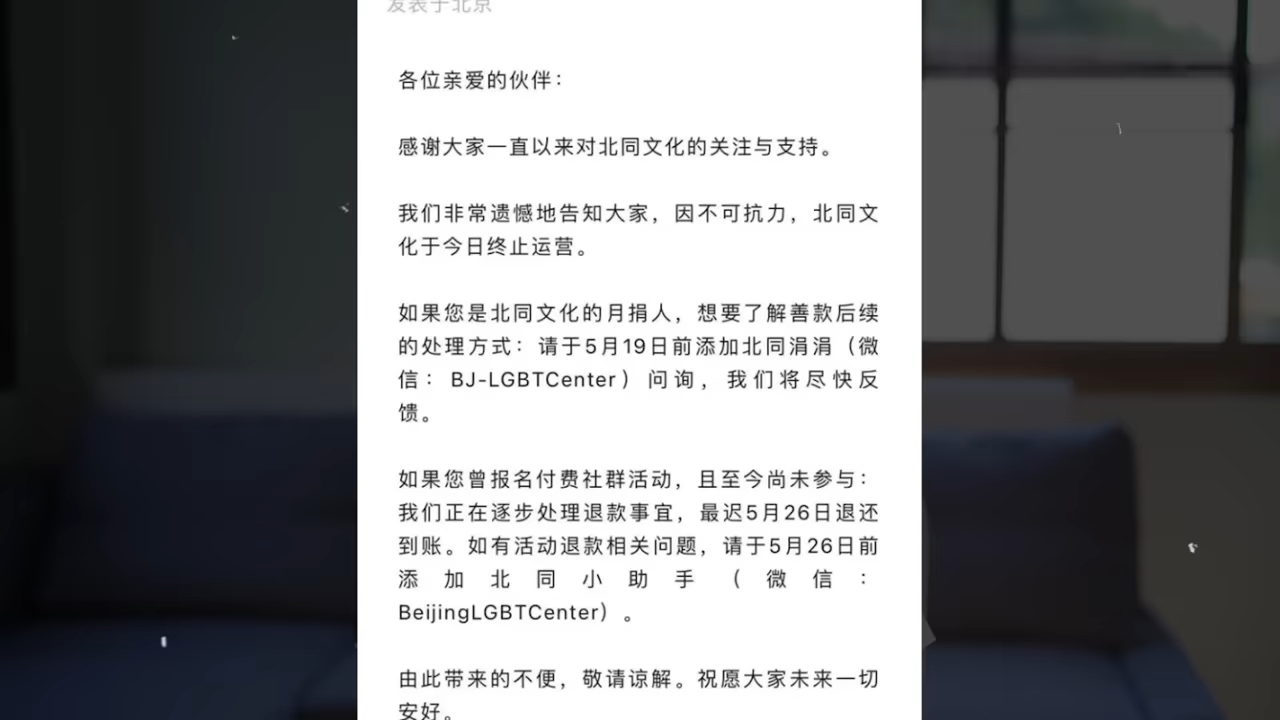 发表于北京
各位亲爱的伙伴：
感谢大家一直以来对北同文化的关注与支持。
我们非常遗憾地告知大家，因不可抗力，北同文
化于今日终止运营。
如果您是北同文化的月捐人，想要了解善款后续
的处理方式：请于5月19日前添加北同涓涓（微
信：BJ-LGBTCenter）问询，我们将尽快反
馈。
如果您曾报名付费社群活动，且至今尚未参与：
我们正在逐步处理退款事宜，最迟5月26日退还
到账。如有活动退款相关问题，请于5月26日前
添加北同小助手（微信：
BeijingLGBTCenter）。
由此带来的不便，敬请谅解。祝愿大家未来一切
安好。